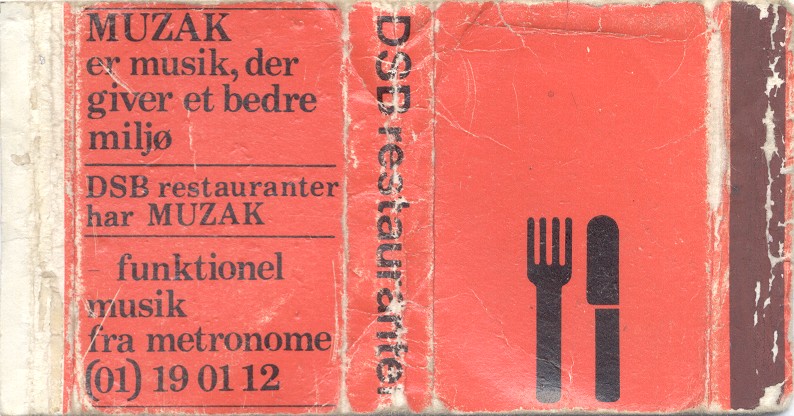 MUZAK
er musik, der
giver et bedre
miljø
DSB restauranter
har MUZAK
– funktionel
musik
fra metronome
(01) 19 01 12
DSB restauranter